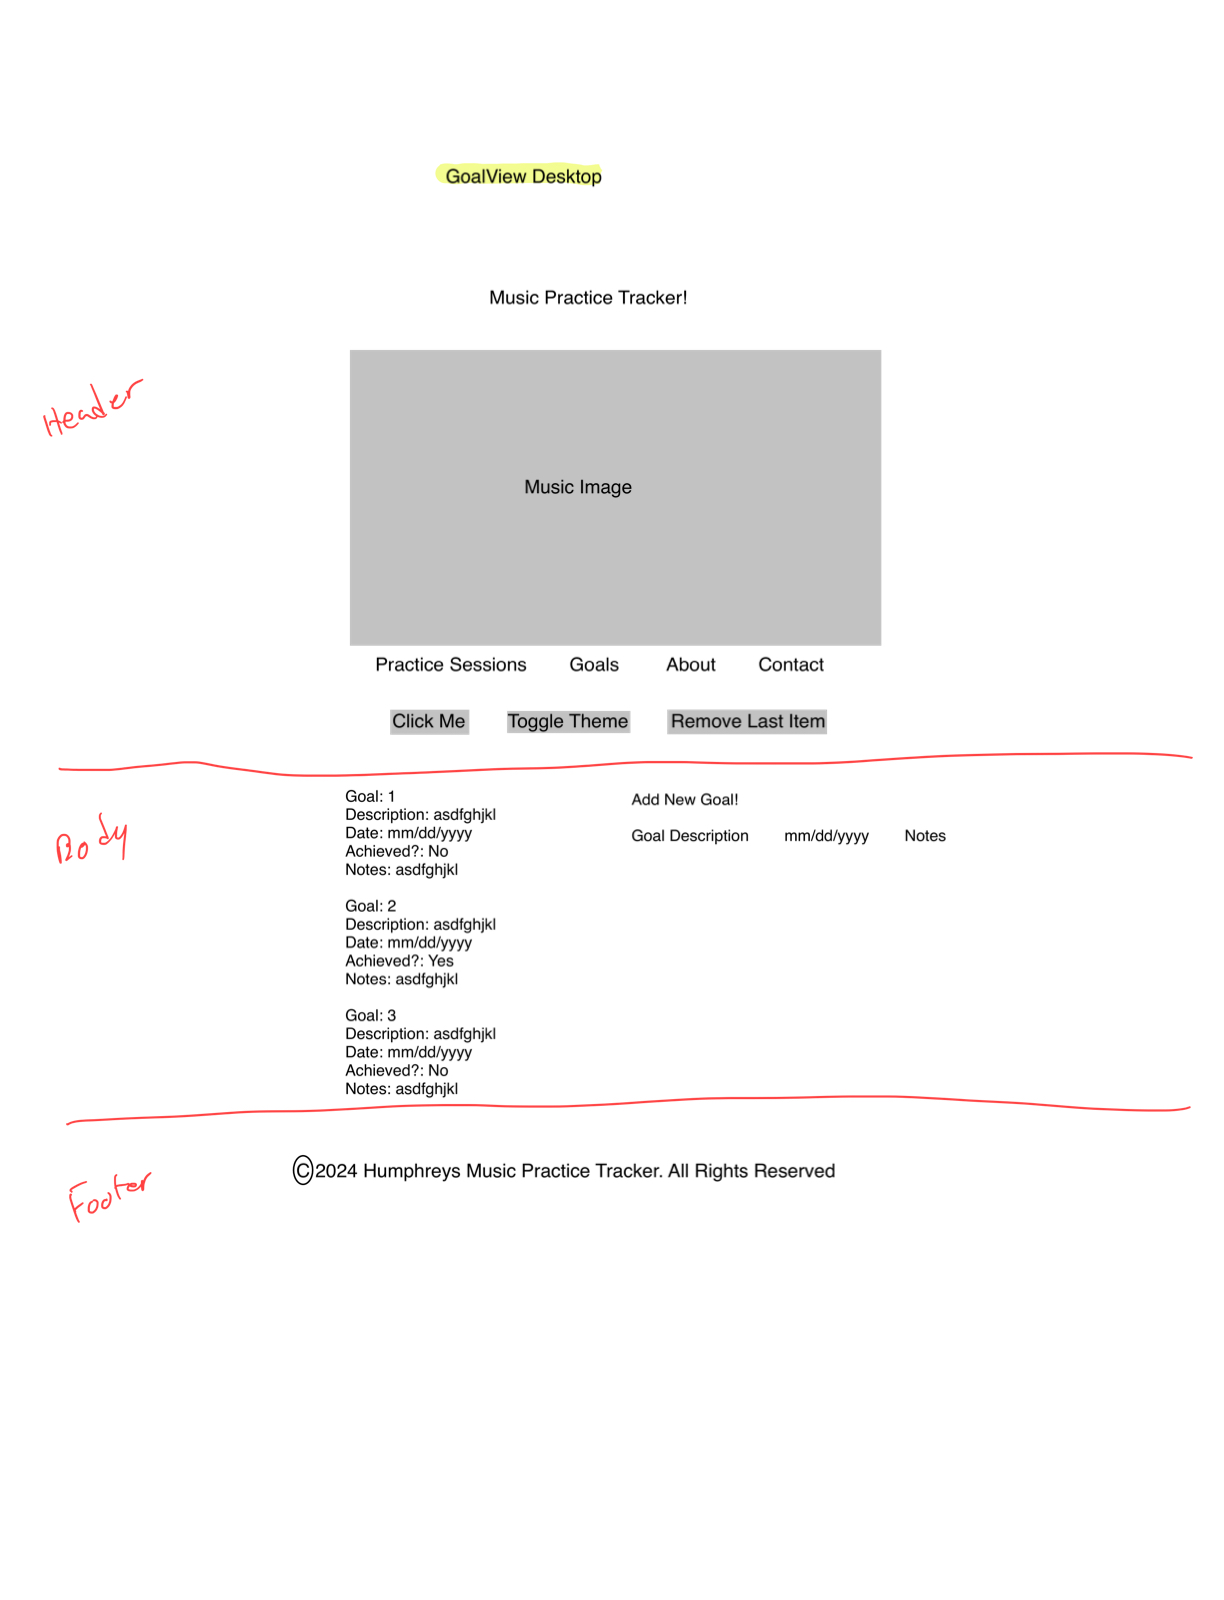 GoalView Desktop
Music Practice Tracker!
Header
Music Image
Practice Sessions Goals About Contact
Click Me Toggle Theme Remove Last Item
Body
Goal: 1
Description: asdfghjkl
Date: mm/dd/yyyy
Achieved?: No
Notes: asdfghjkl
Goal: 2
Description: asdfghjkl
Date: mm/dd/yyyy
Achieved?: Yes
Notes: asdfghjkl
Goal: 3
Description: asdfghjkl
Date: mm/dd/yyyy
Achieved?: No
Notes: asdfghjkl
Add New Goal!
Goal Description mm/dd/yyyy Notes
Footer
©2024 Humphreys Music Practice Tracker. All Rights Reserved